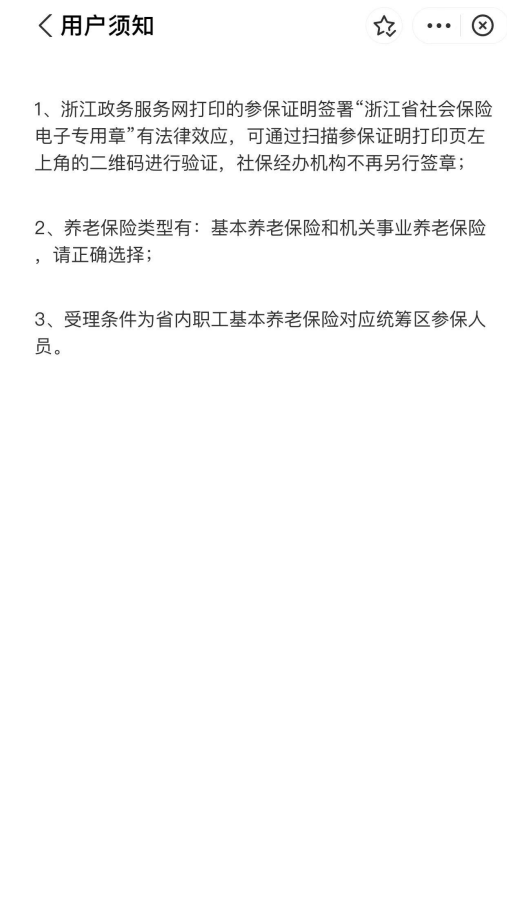 用户须知
1、浙江政务服务网打印的参保证明签署“浙江省社会保险
电子专用章”有法律效应，可通过扫描参保证明打印页左
上角的二维码进行验证，社保经办机构不再另行签章；
2、养老保险类型有：基本养老保险和机关事业养老保险
，请正确选择；
3、受理条件为省内职工基本养老保险对应统筹区参保人
员。